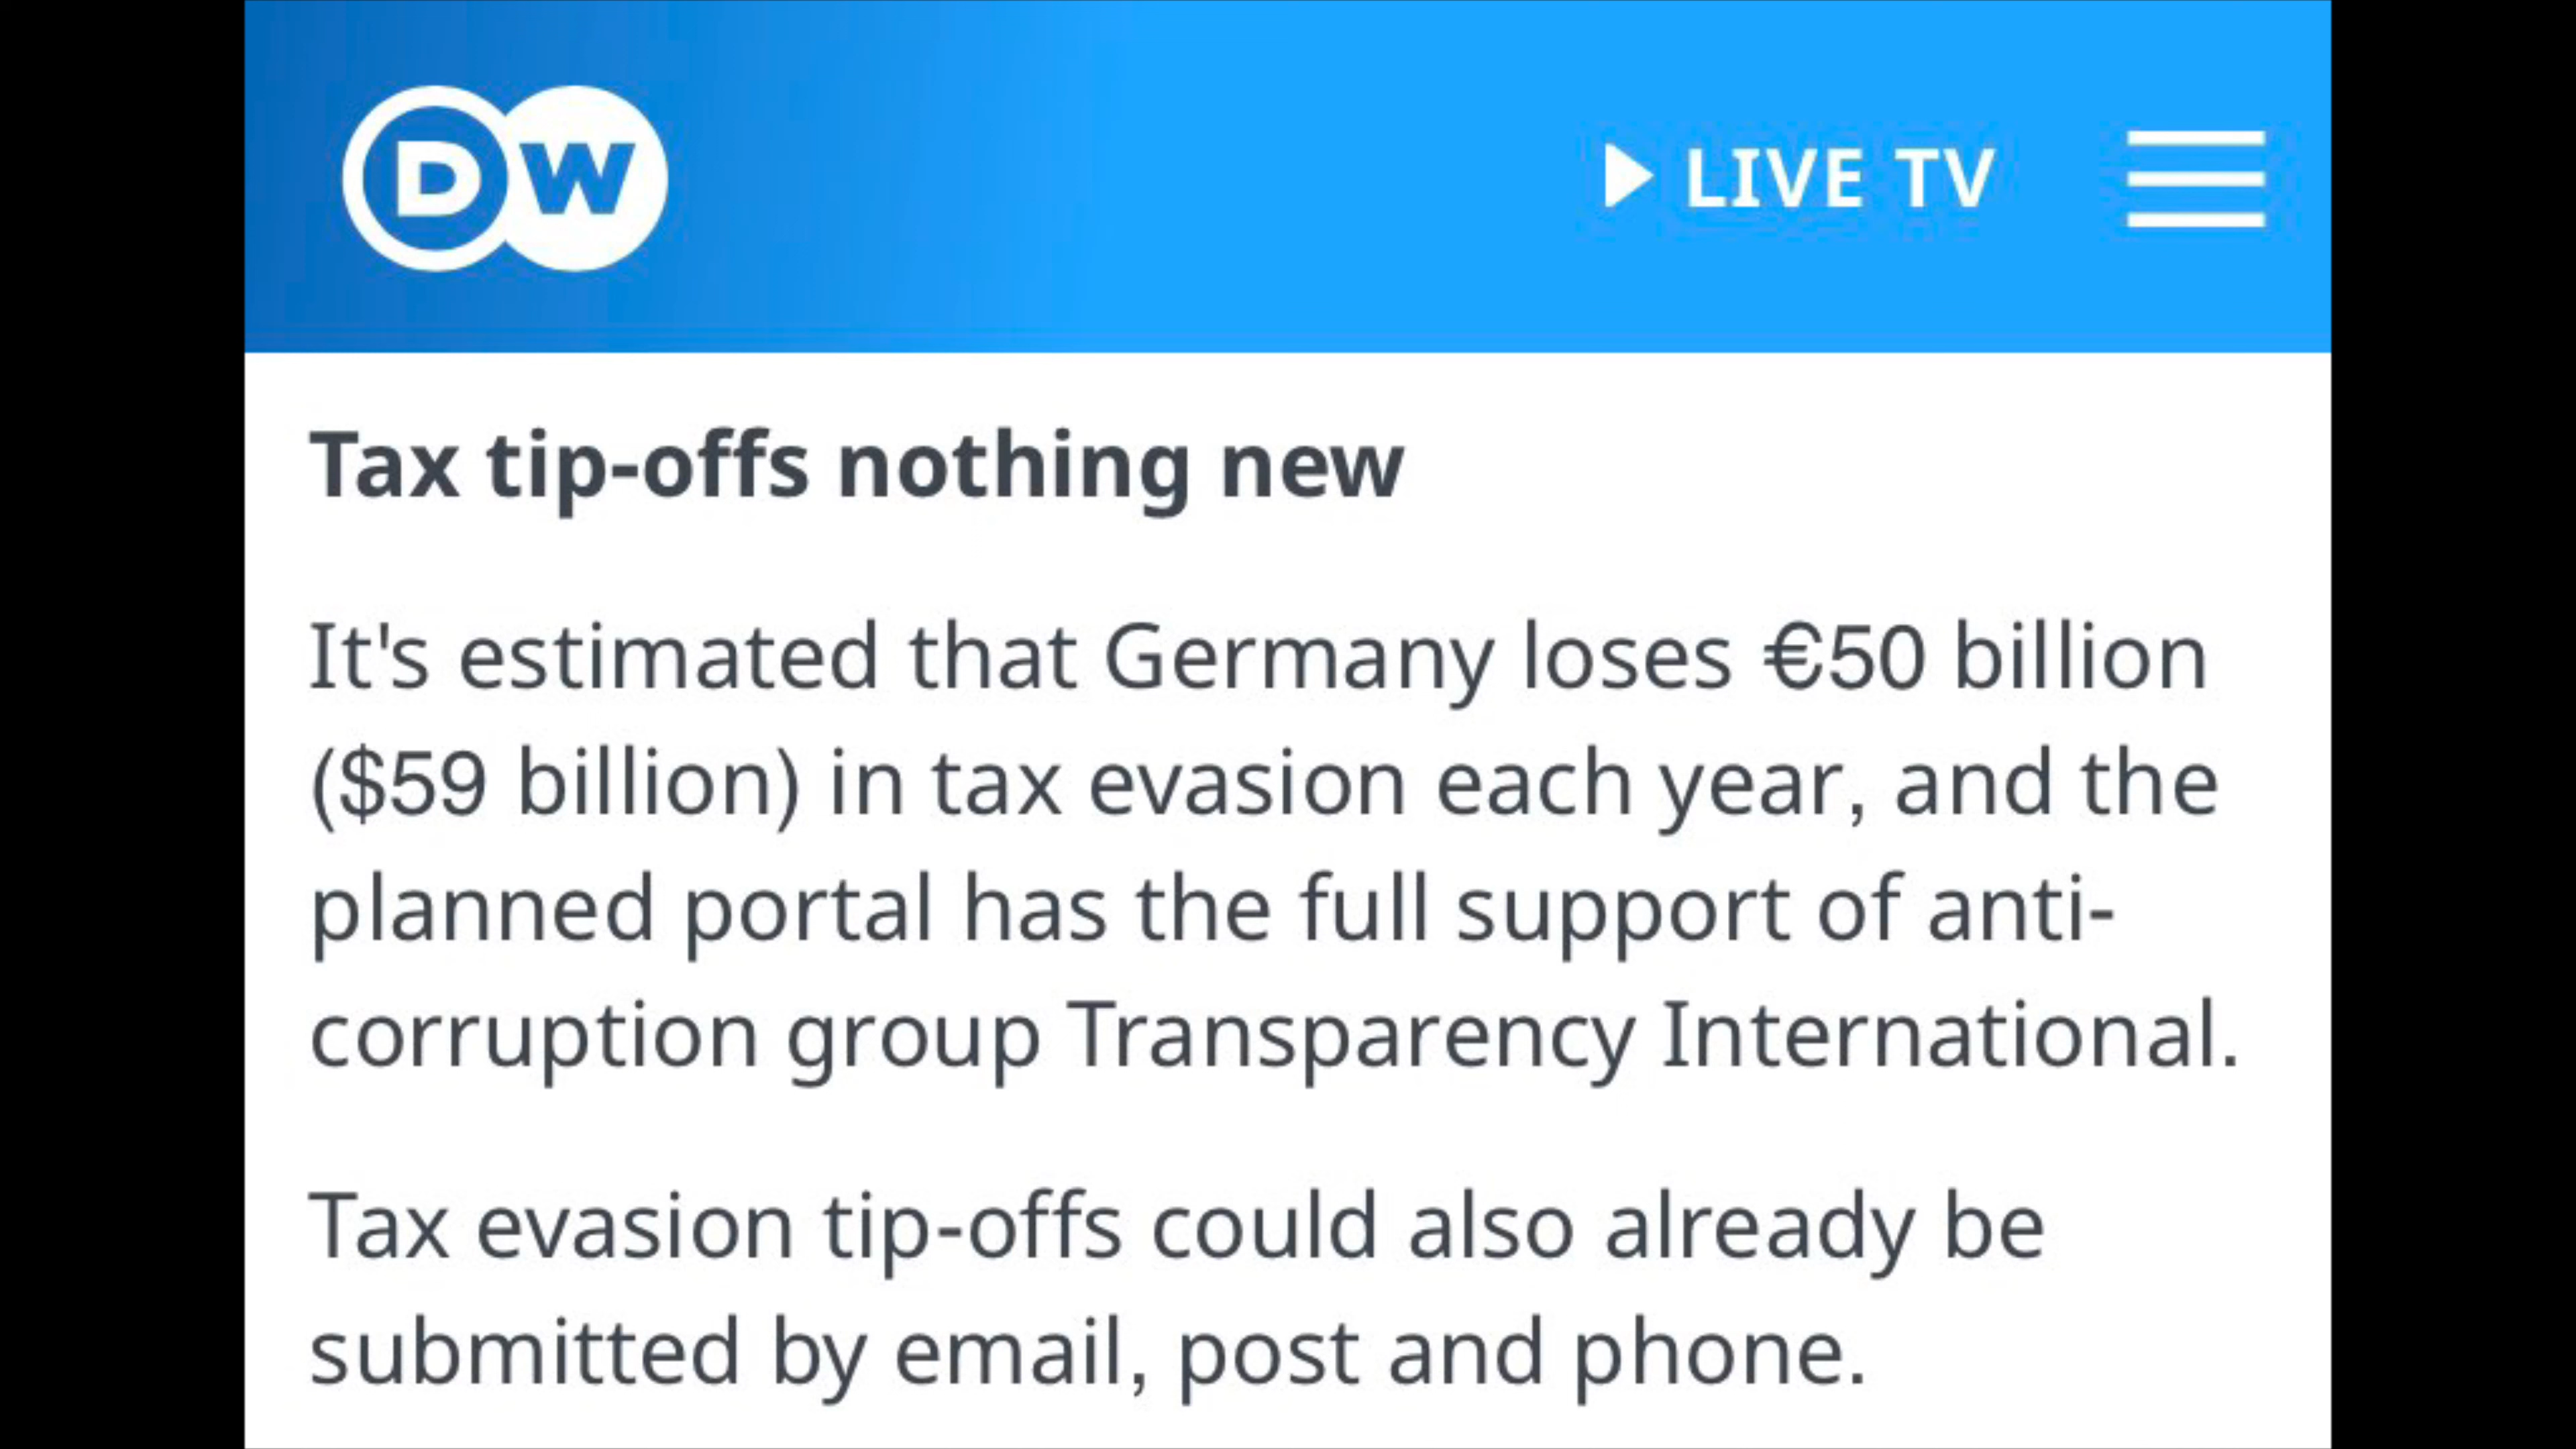 DW
LIVE TV
Tax tip-offs nothing new
It's estimated that Germany loses €50 billion
($59 billion) in tax evasion each year, and the
planned portal has the full support of anti-
corruption group Transparency International.
Tax evasion tip-offs could also already be
submitted by email, post and phone.